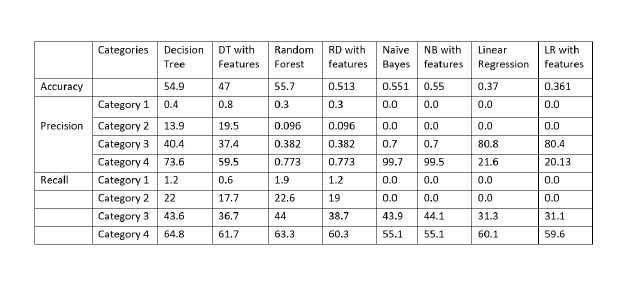 Categories Decision Tree DT with Features Random Forest RD with features Naïve Bayes NB with features Linear Regression LR with features
Accuracy 54.9 47 55.7 0.513 0.551 0.55 0.37 0.361
Category 1 0.4 0.8 0.3 0.3 0.0 0.0 0.0 0.0
Precision Category 2 13.9 19.5 0.096 0.096 0.0 0.0 0.0 0.0
Category 3 40.4 37.4 0.382 0.382 0.7 0.7 80.8 80.4
Category 4 73.6 59.5 0.773 0.773 99.7 99.5 21.6 20.13
Recall Category 1 1.2 0.6 1.9 1.2 0.0 0.0 0.0 0.0
Category 2 22 17.7 22.6 19 0.0 0.0 0.0 0.0
Category 3 43.6 36.7 44 38.7 43.9 44.1 31.3 31.1
Category 4 64.8 61.7 63.3 60.3 55.1 55.1 60.1 59.6